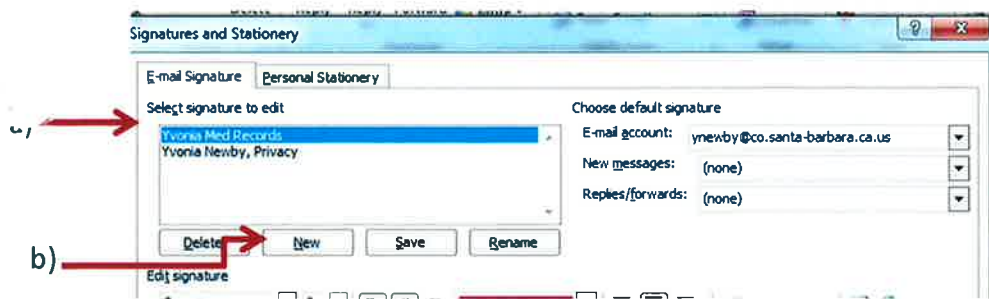 Signatures and Stationery
E-mail Signature Personal Stationery
Select signature to edit
Choose default signature
Yvonia Med Records
Yvonia Newby, Privacy
E-mail account: ynewby@co.santa-barbara.ca.us
New messages: (none)
Replies/forwards: (none)
b)
Delete New Save Rename
Edit signature